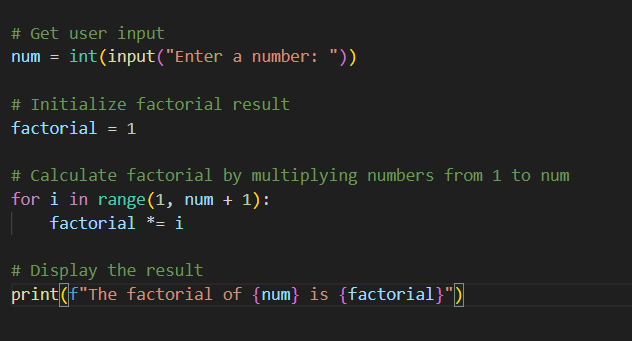 # Get user input
num = int(input("Enter a number: "))
# Initialize factorial result
factorial = 1
# Calculate factorial by multiplying numbers from 1 to num
for i in range(1, num + 1):
    factorial *= i
# Display the result
print(f"The factorial of {num} is {factorial}")